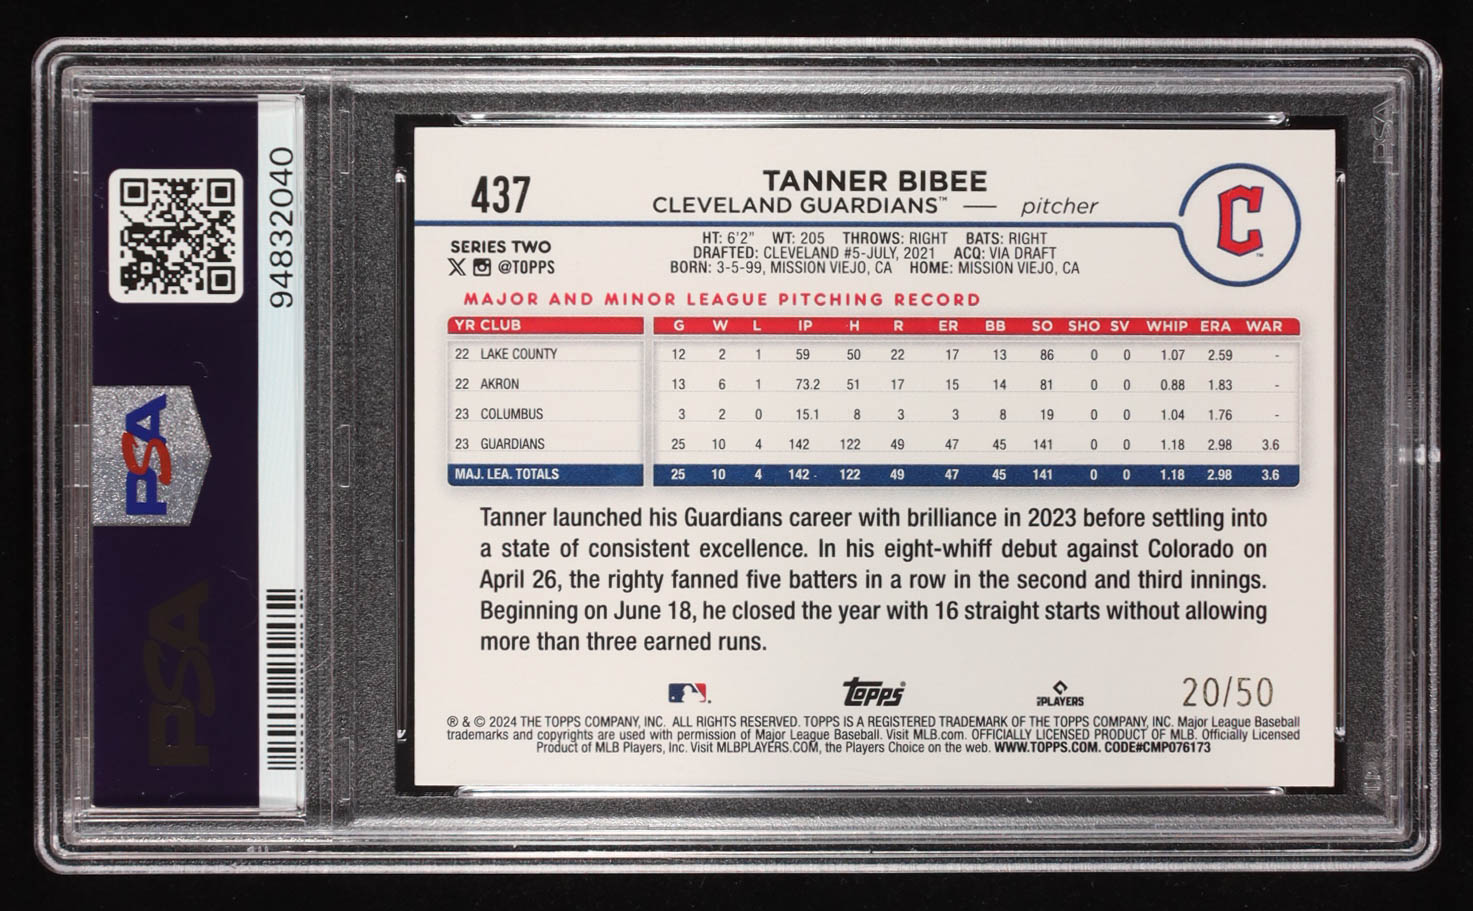 94832040
PSA
PSA
PSA
437
TANNER BIBEE
CLEVELAND GUARDIANS™ — pitcher
C
™
SERIES TWO
X @TOPPS
HT: 6'2" WT: 205 THROWS: RIGHT BATS: RIGHT
DRAFTED: CLEVELAND #5-JULY, 2021 ACQ: VIA DRAFT
BORN: 3-5-99, MISSION VIEJO, CA HOME: MISSION VIEJO, CA
MAJOR AND MINOR LEAGUE PITCHING RECORD
YR CLUB G W L IP H R ER BB SO SHO SV WHIP ERA WAR
22 LAKE COUNTY 12 2 1 59 50 22 17 13 86 0 0 1.07 2.59 -
22 AKRON 13 6 1 73.2 51 17 15 14 81 0 0 0.88 1.83 -
23 COLUMBUS 3 2 0 15.1 8 3 3 8 19 0 0 1.04 1.76 -
23 GUARDIANS 25 10 4 142 122 49 47 45 141 0 0 1.18 2.98 3.6
MAJ. LEA. TOTALS 25 10 4 142 122 49 47 45 141 0 0 1.18 2.98 3.6
Tanner launched his Guardians career with brilliance in 2023 before settling into
a state of consistent excellence. In his eight-whiff debut against Colorado on
April 26, the righty fanned five batters in a row in the second and third innings.
Beginning on June 18, he closed the year with 16 straight starts without allowing
more than three earned runs.
Topps® PLAYERS 20/50
® & © 2024 THE TOPPS COMPANY, INC. ALL RIGHTS RESERVED. TOPPS IS A REGISTERED TRADEMARK OF THE TOPPS COMPANY, INC. Major League Baseball
trademarks and copyrights are used with permission of Major League Baseball. Visit MLB.com. OFFICIALLY LICENSED PRODUCT OF MLB. Officially Licensed
Product of MLB Players, Inc. Visit MLBPLAYERS.COM, the Players Choice on the web. WWW.TOPPS.COM. CODE#CMP076173